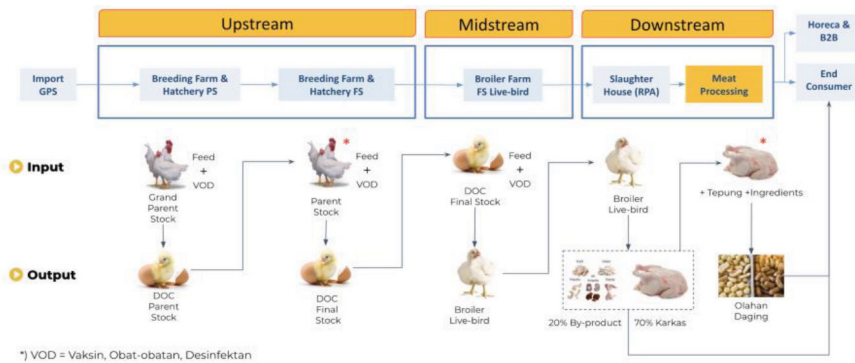 Upstream
Midstream
Downstream
Horeca &
B2B
Import
GPS
Breeding Farm &
Hatchery PS
Breeding Farm &
Hatchery FS
Broiler Farm
FS Live-bird
Slaughter
House (RPA)
Meat
Processing
End
Consumer
Input
Feed
+
VOD
Grand
Parent
Stock
*
Feed
+
VOD
Parent
Stock
Feed
+
VOD
DOC
Final Stock
Broiler
Live-bird
*
+ Tepung +Ingredients
Output
DOC
Parent
Stock
DOC
Final
Stock
Broiler
Live-bird
20% By-product
70% Karkas
Olahan
Daging
*) VOD = Vaksin, Obat-obatan, Desinfektan